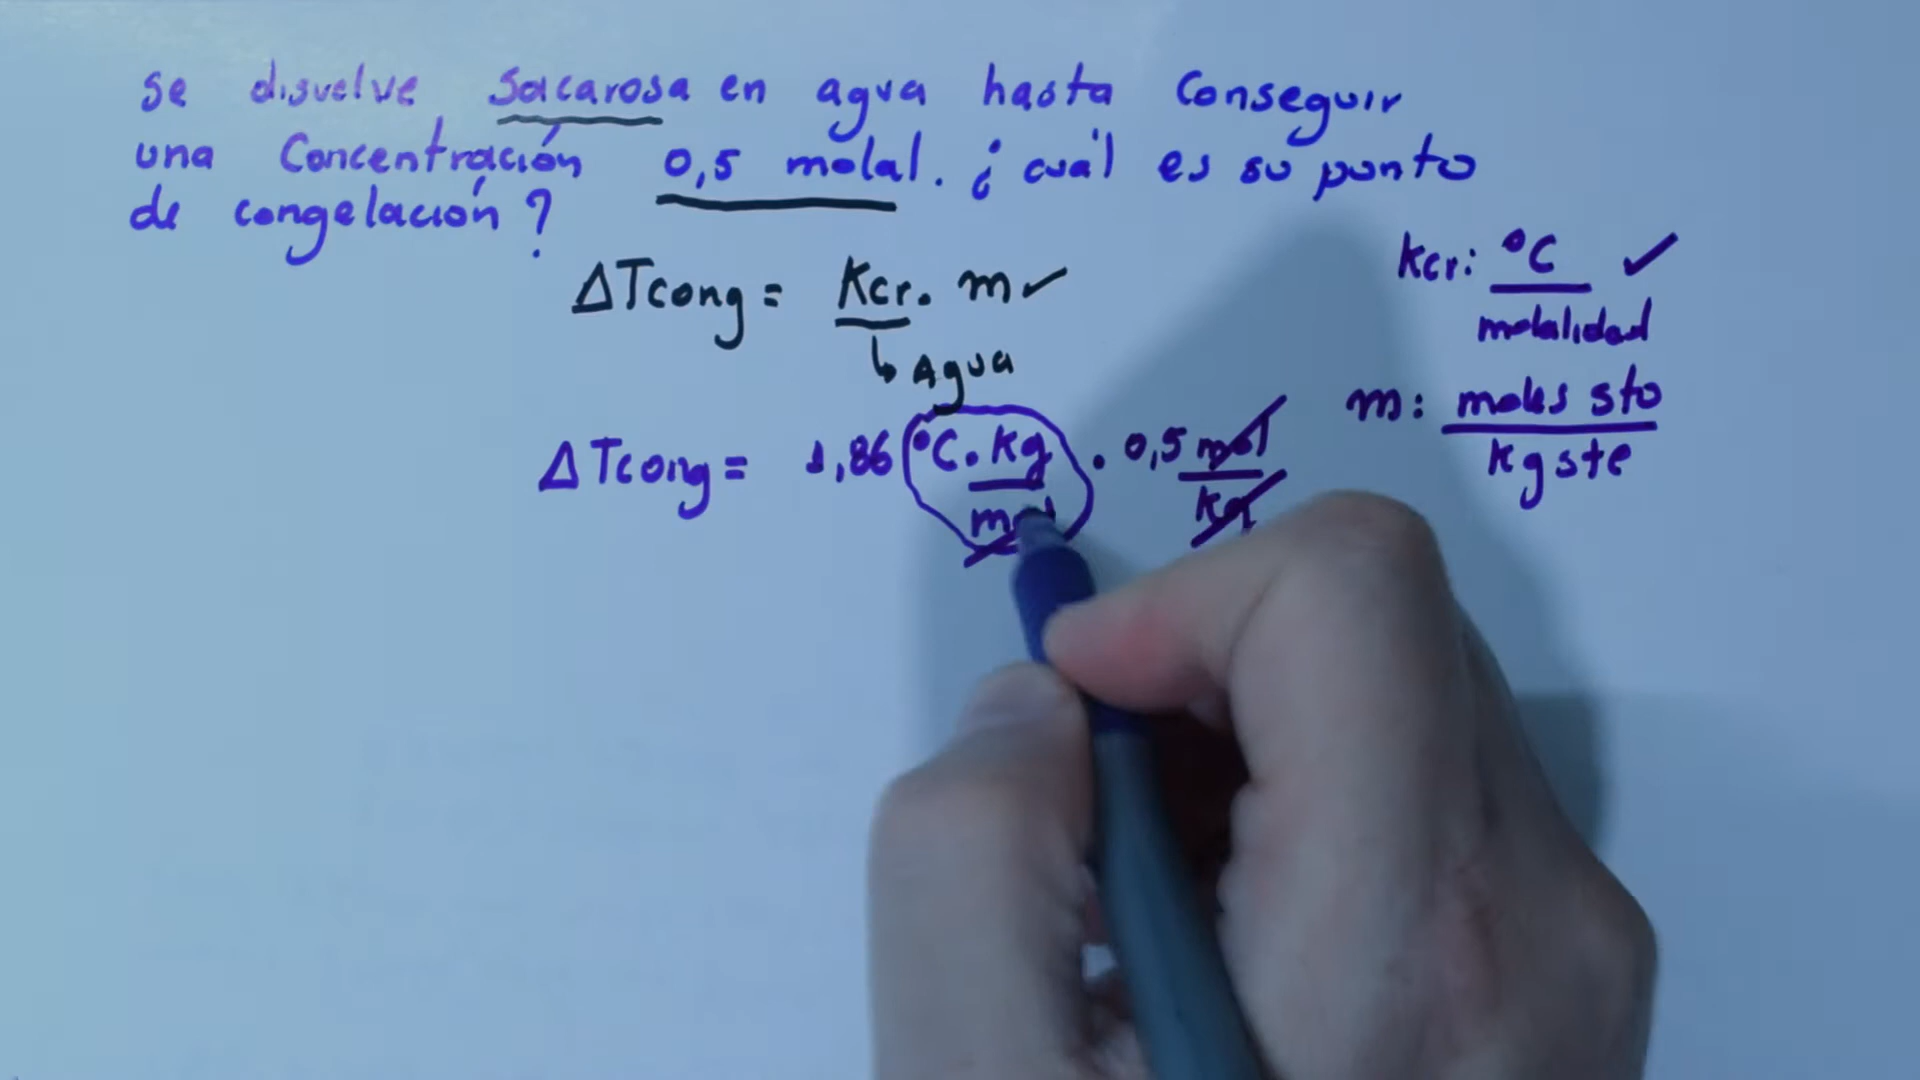 se disuelve Sacarosa en agua hasta Conseguir
una Concentración 0,5 molal. ¿cuál es su punto
de congelación?
ΔTcong = Kcr. m ✓
↳ Agua
ΔTcong = 1,86 °C. kg/mol . 0,5 mol/kg
Kcr: °C ✓
molalidad
m: moles sto
kg ste